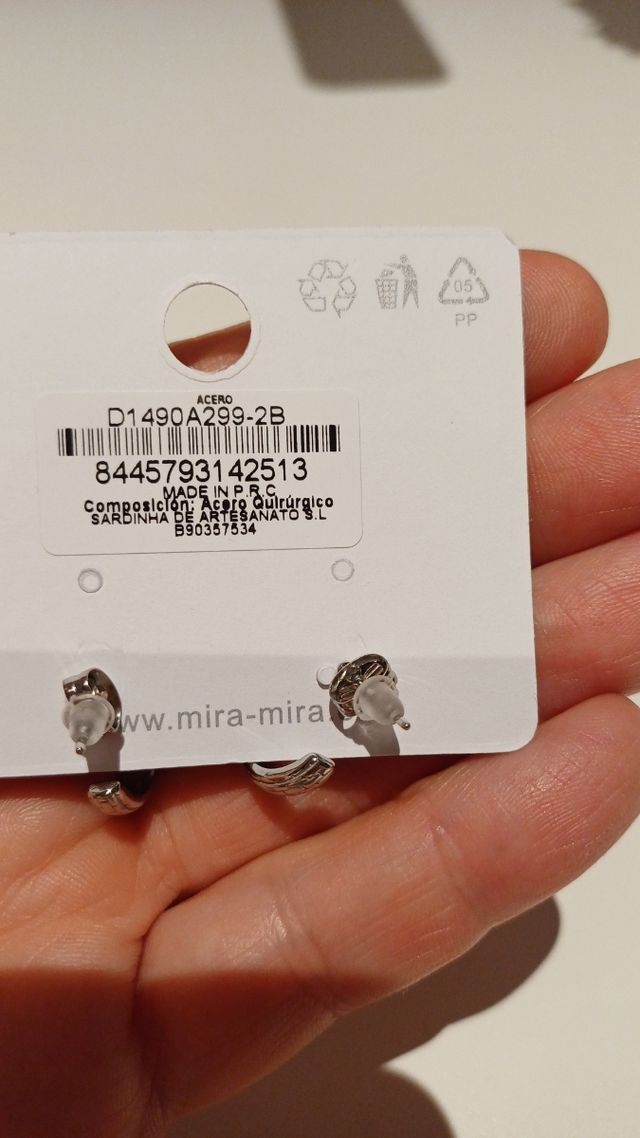 05
PP
ACERO
D1490A299-2B
8445793142513
MADE IN P.R.C
Composición: Acero Quirúrgico
SARDINHA DE ARTESANATO S.L
B90357534
www.mira-mira.